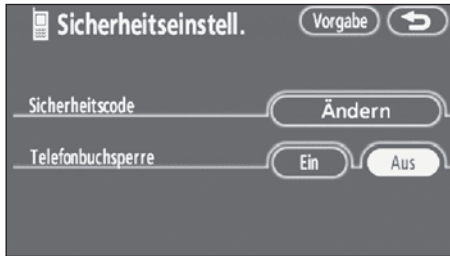 Sicherheitseinstell. Vorgabe
Sicherheitscode Ändern
Telefonbuchsperre Ein Aus